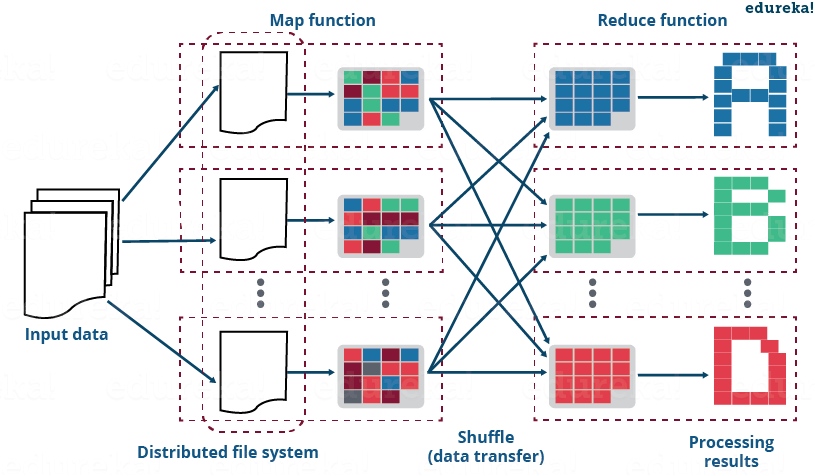 edureka!
Map function
Reduce function
Input data
Distributed file system
Shuffle
(data transfer)
Processing
results
A
B
D